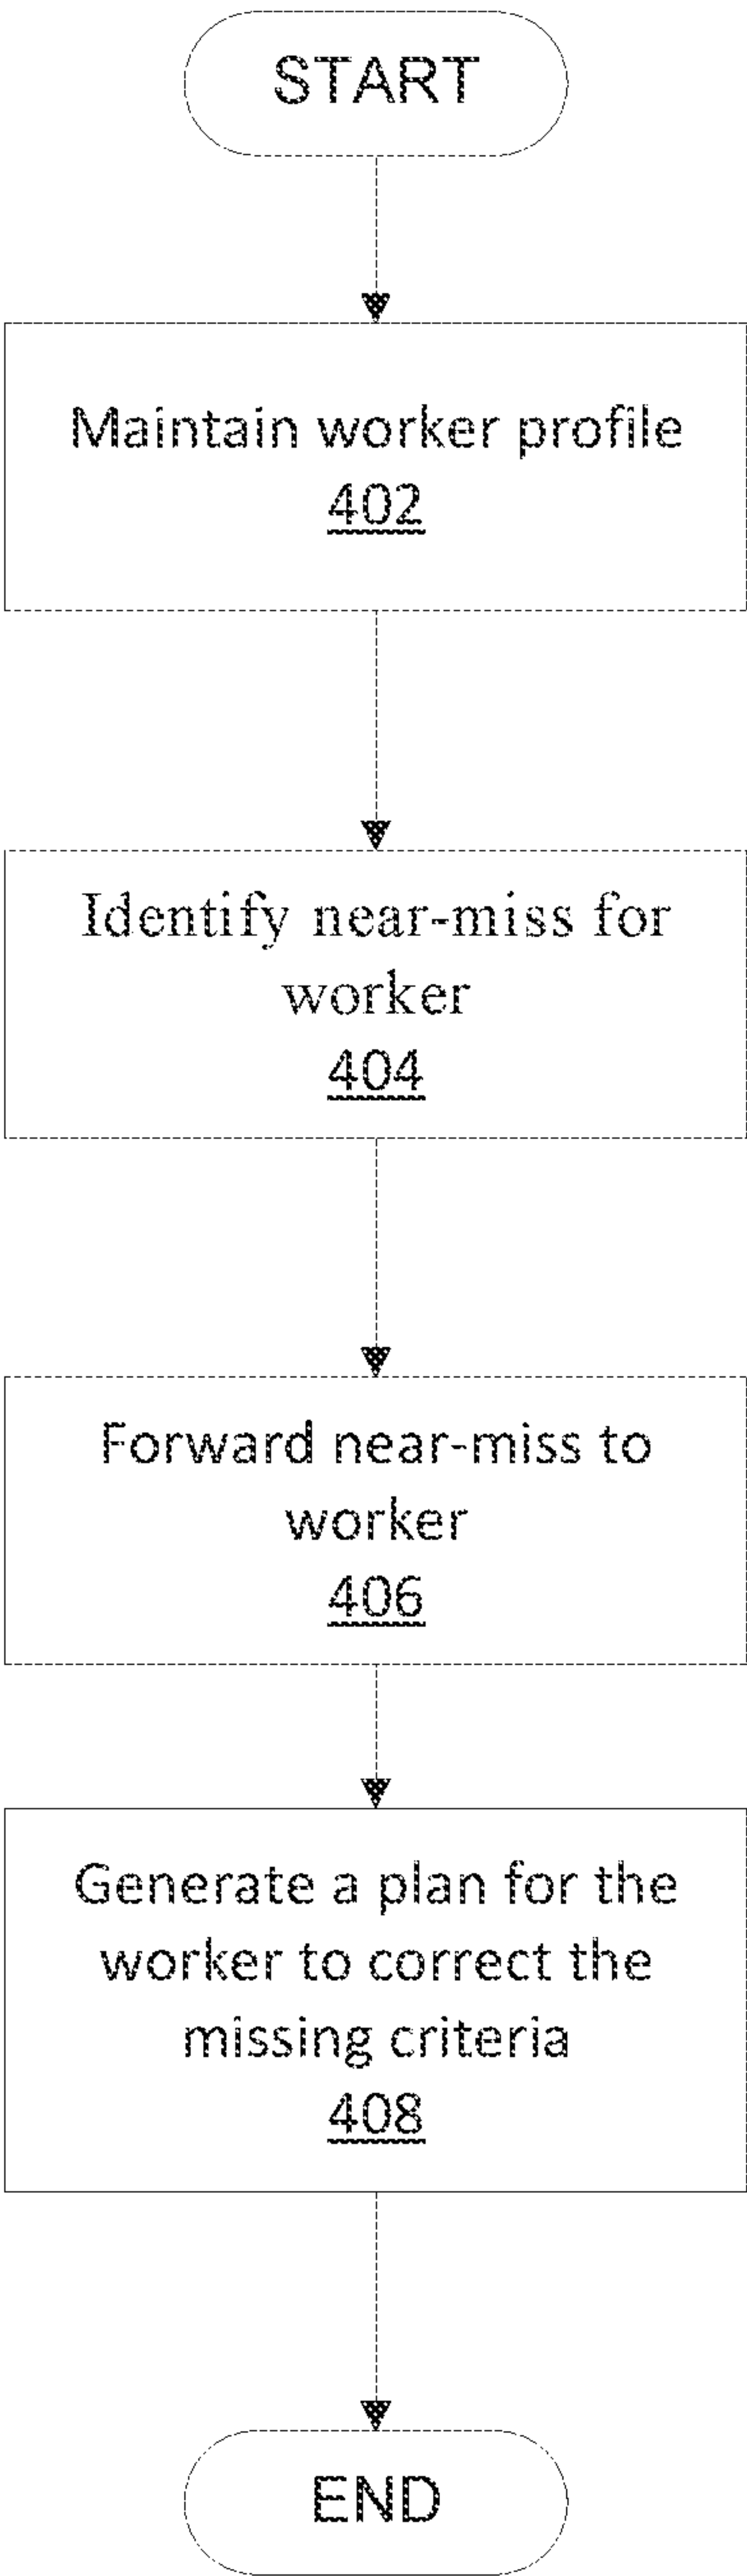 START
Maintain worker profile
402
Identify near-miss for
worker
404
Forward near-miss to
worker
406
Generate a plan for the
worker to correct the
missing criteria
408
END